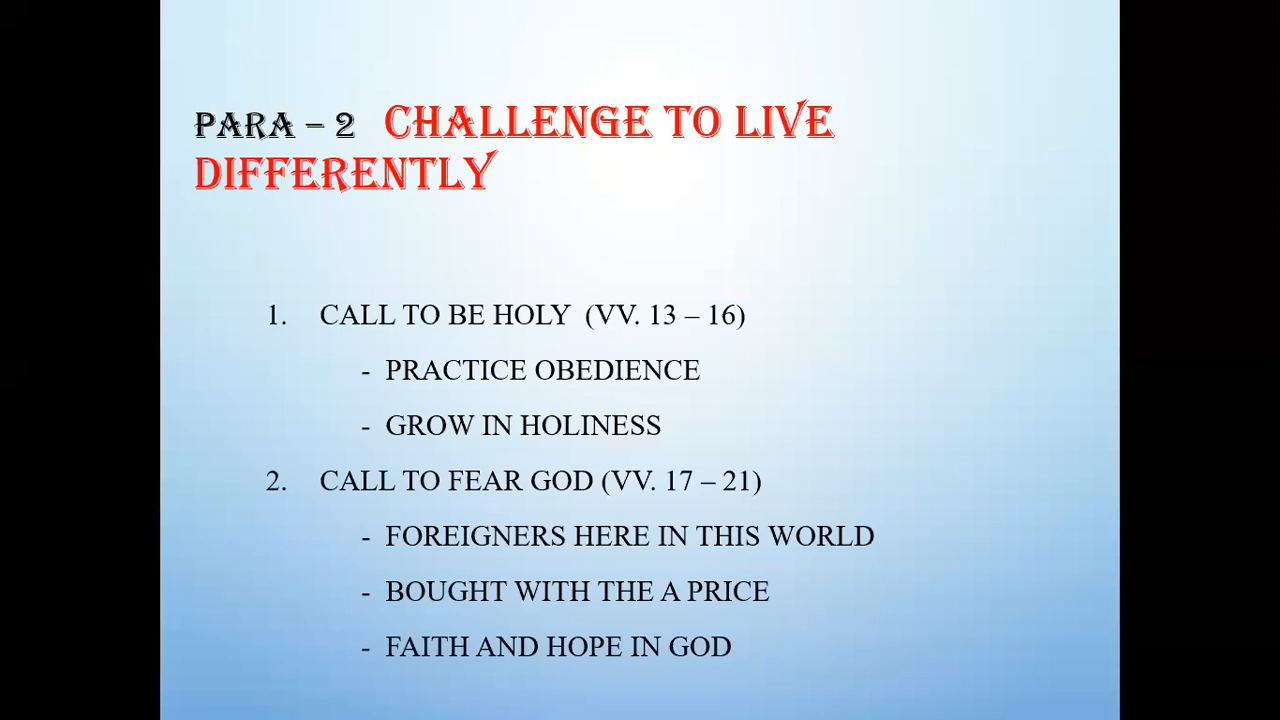 PARA – 2 CHALLENGE TO LIVE
DIFFERENTLY
1. CALL TO BE HOLY (VV. 13 – 16)
- PRACTICE OBEDIENCE
- GROW IN HOLINESS
2. CALL TO FEAR GOD (VV. 17 – 21)
- FOREIGNERS HERE IN THIS WORLD
- BOUGHT WITH THE A PRICE
- FAITH AND HOPE IN GOD